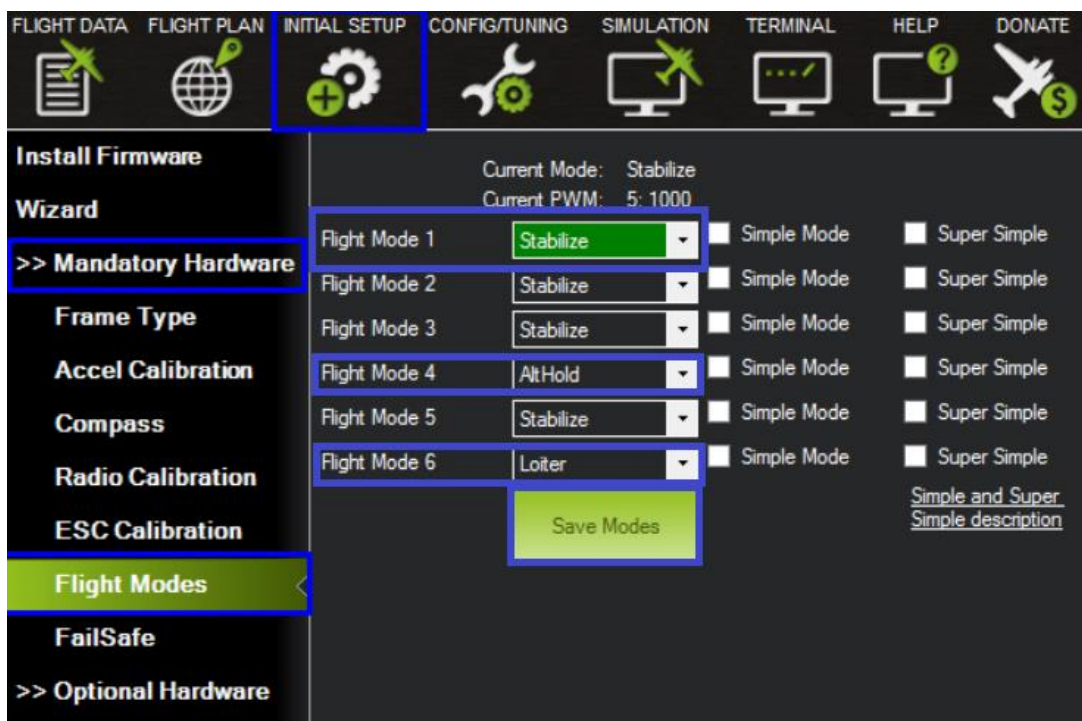 FLIGHT DATA FLIGHT PLAN INITIAL SETUP CONFIG/TUNING SIMULATION TERMINAL HELP DONATE
Install Firmware
Wizard
>> Mandatory Hardware
Frame Type
Accel Calibration
Compass
Radio Calibration
ESC Calibration
Flight Modes
FailSafe
>> Optional Hardware
Current Mode: Stabilize
Current PWM: 5: 1000
Flight Mode 1 Stabilize Simple Mode Super Simple
Flight Mode 2 Stabilize Simple Mode Super Simple
Flight Mode 3 Stabilize Simple Mode Super Simple
Flight Mode 4 AltHold Simple Mode Super Simple
Flight Mode 5 Stabilize Simple Mode Super Simple
Flight Mode 6 Loiter Simple Mode Super Simple
Simple and Super
Simple description
Save Modes